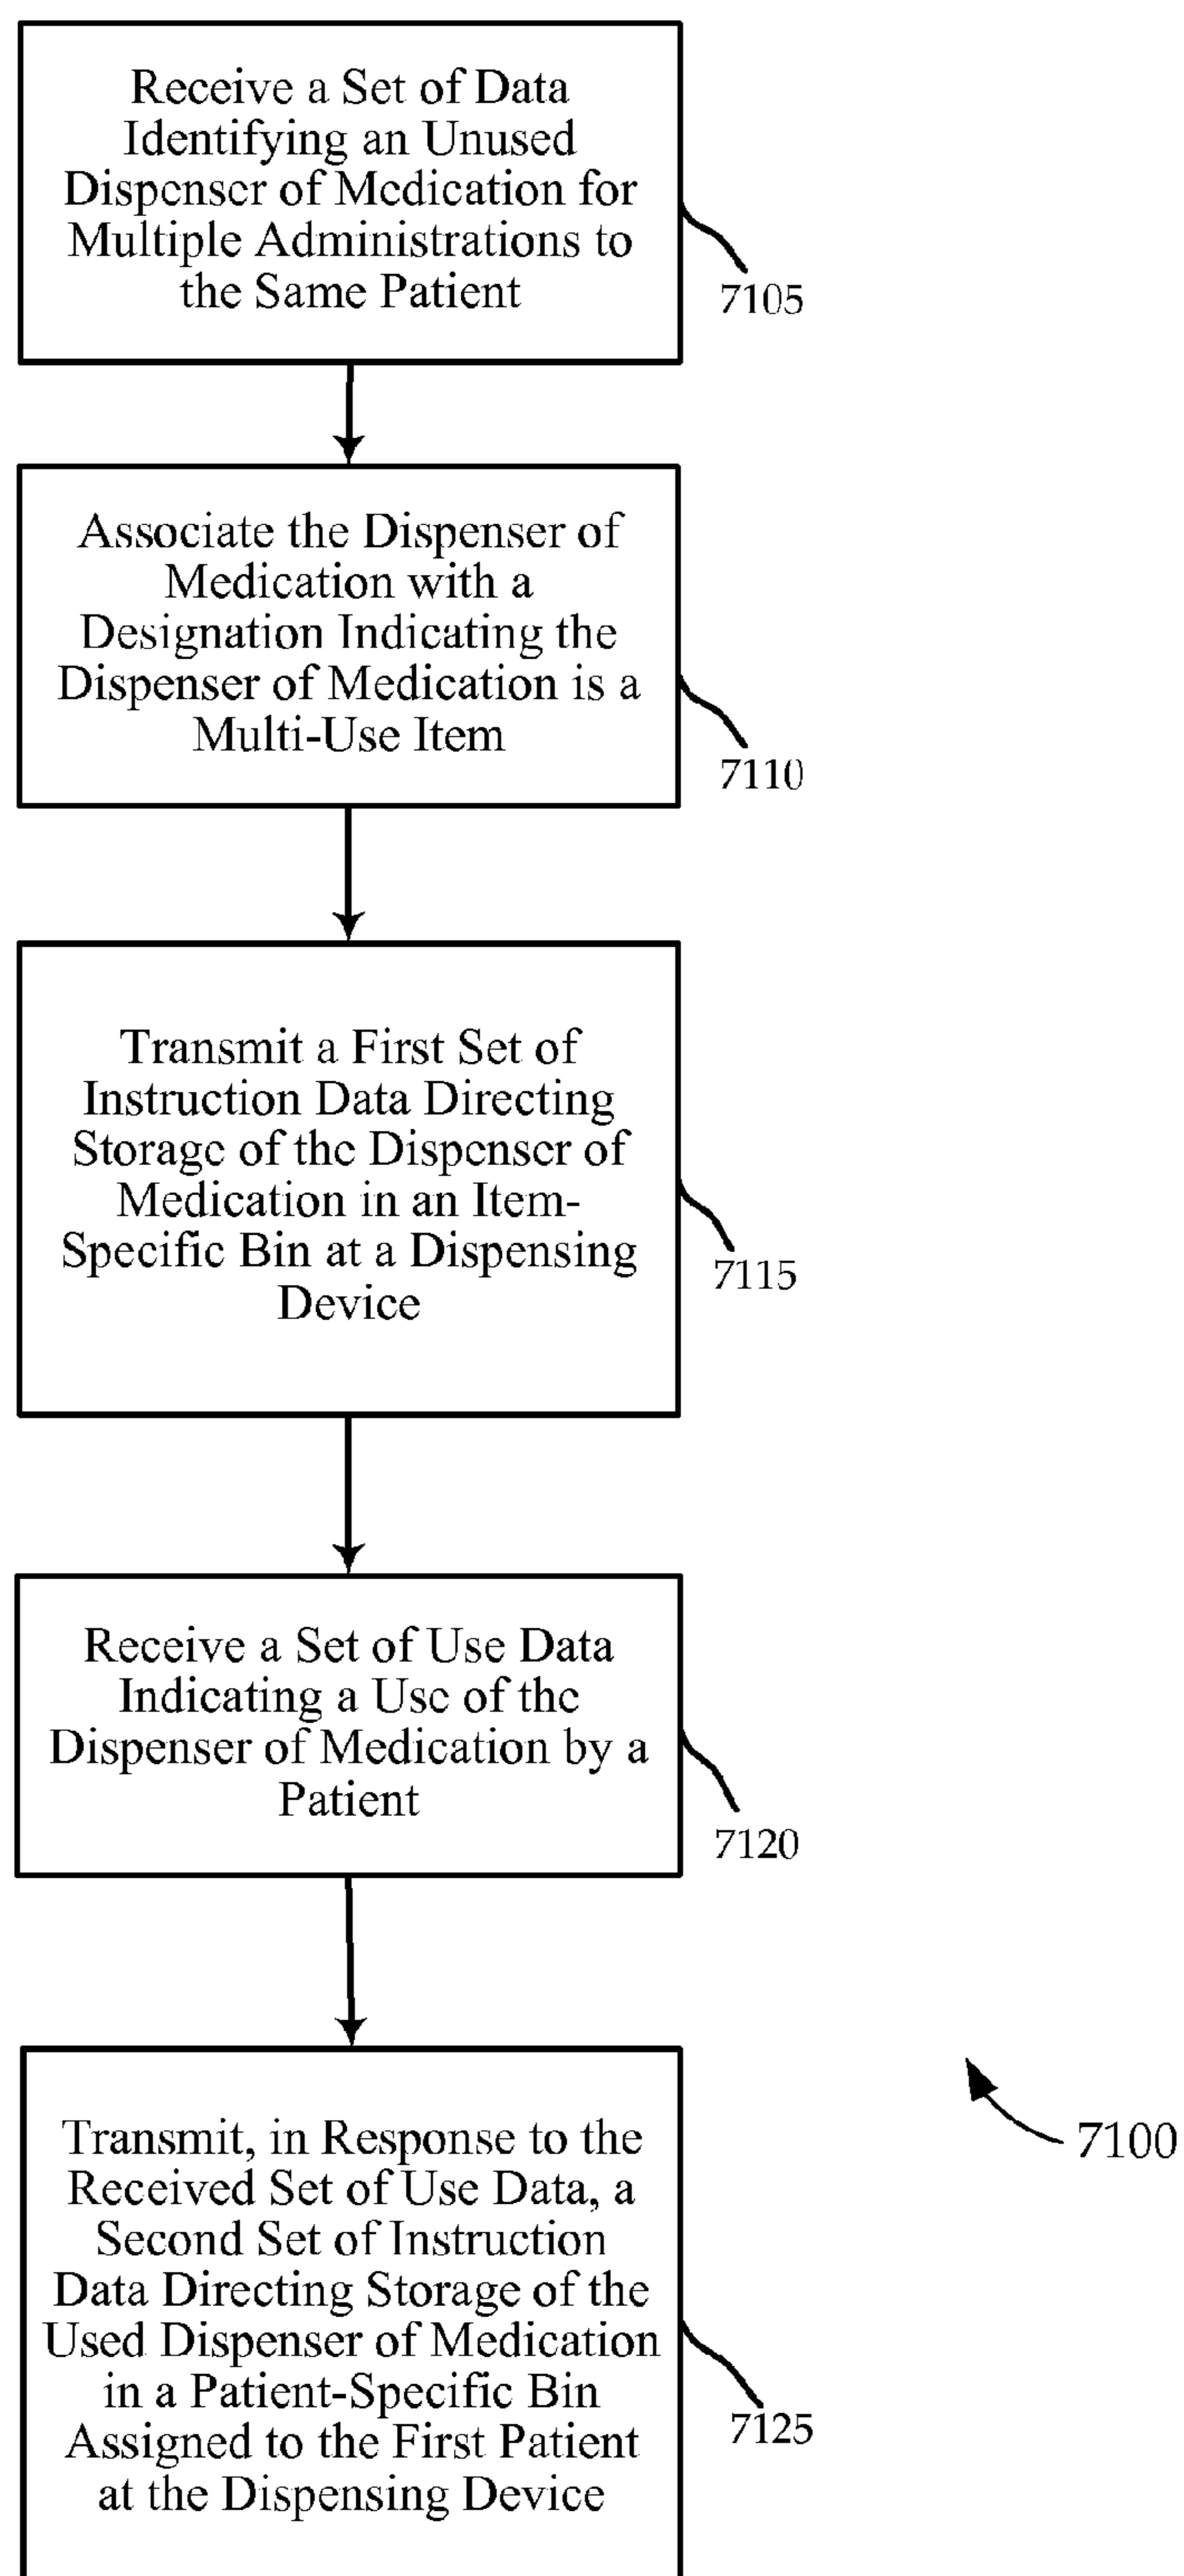 Receive a Set of Data
Identifying an Unused
Dispenser of Medication for
Multiple Administrations to
the Same Patient
7105
Associate the Dispenser of
Medication with a
Designation Indicating the
Dispenser of Medication is a
Multi-Use Item
7110
Transmit a First Set of
Instruction Data Directing
Storage of the Dispenser of
Medication in an Item-
Specific Bin at a Dispensing
Device
7115
Receive a Set of Use Data
Indicating a Use of the
Dispenser of Medication by a
Patient
7120
Transmit, in Response to the
Received Set of Use Data, a
Second Set of Instruction
Data Directing Storage of the
Used Dispenser of Medication
in a Patient-Specific Bin
Assigned to the First Patient
at the Dispensing Device
7125
7100